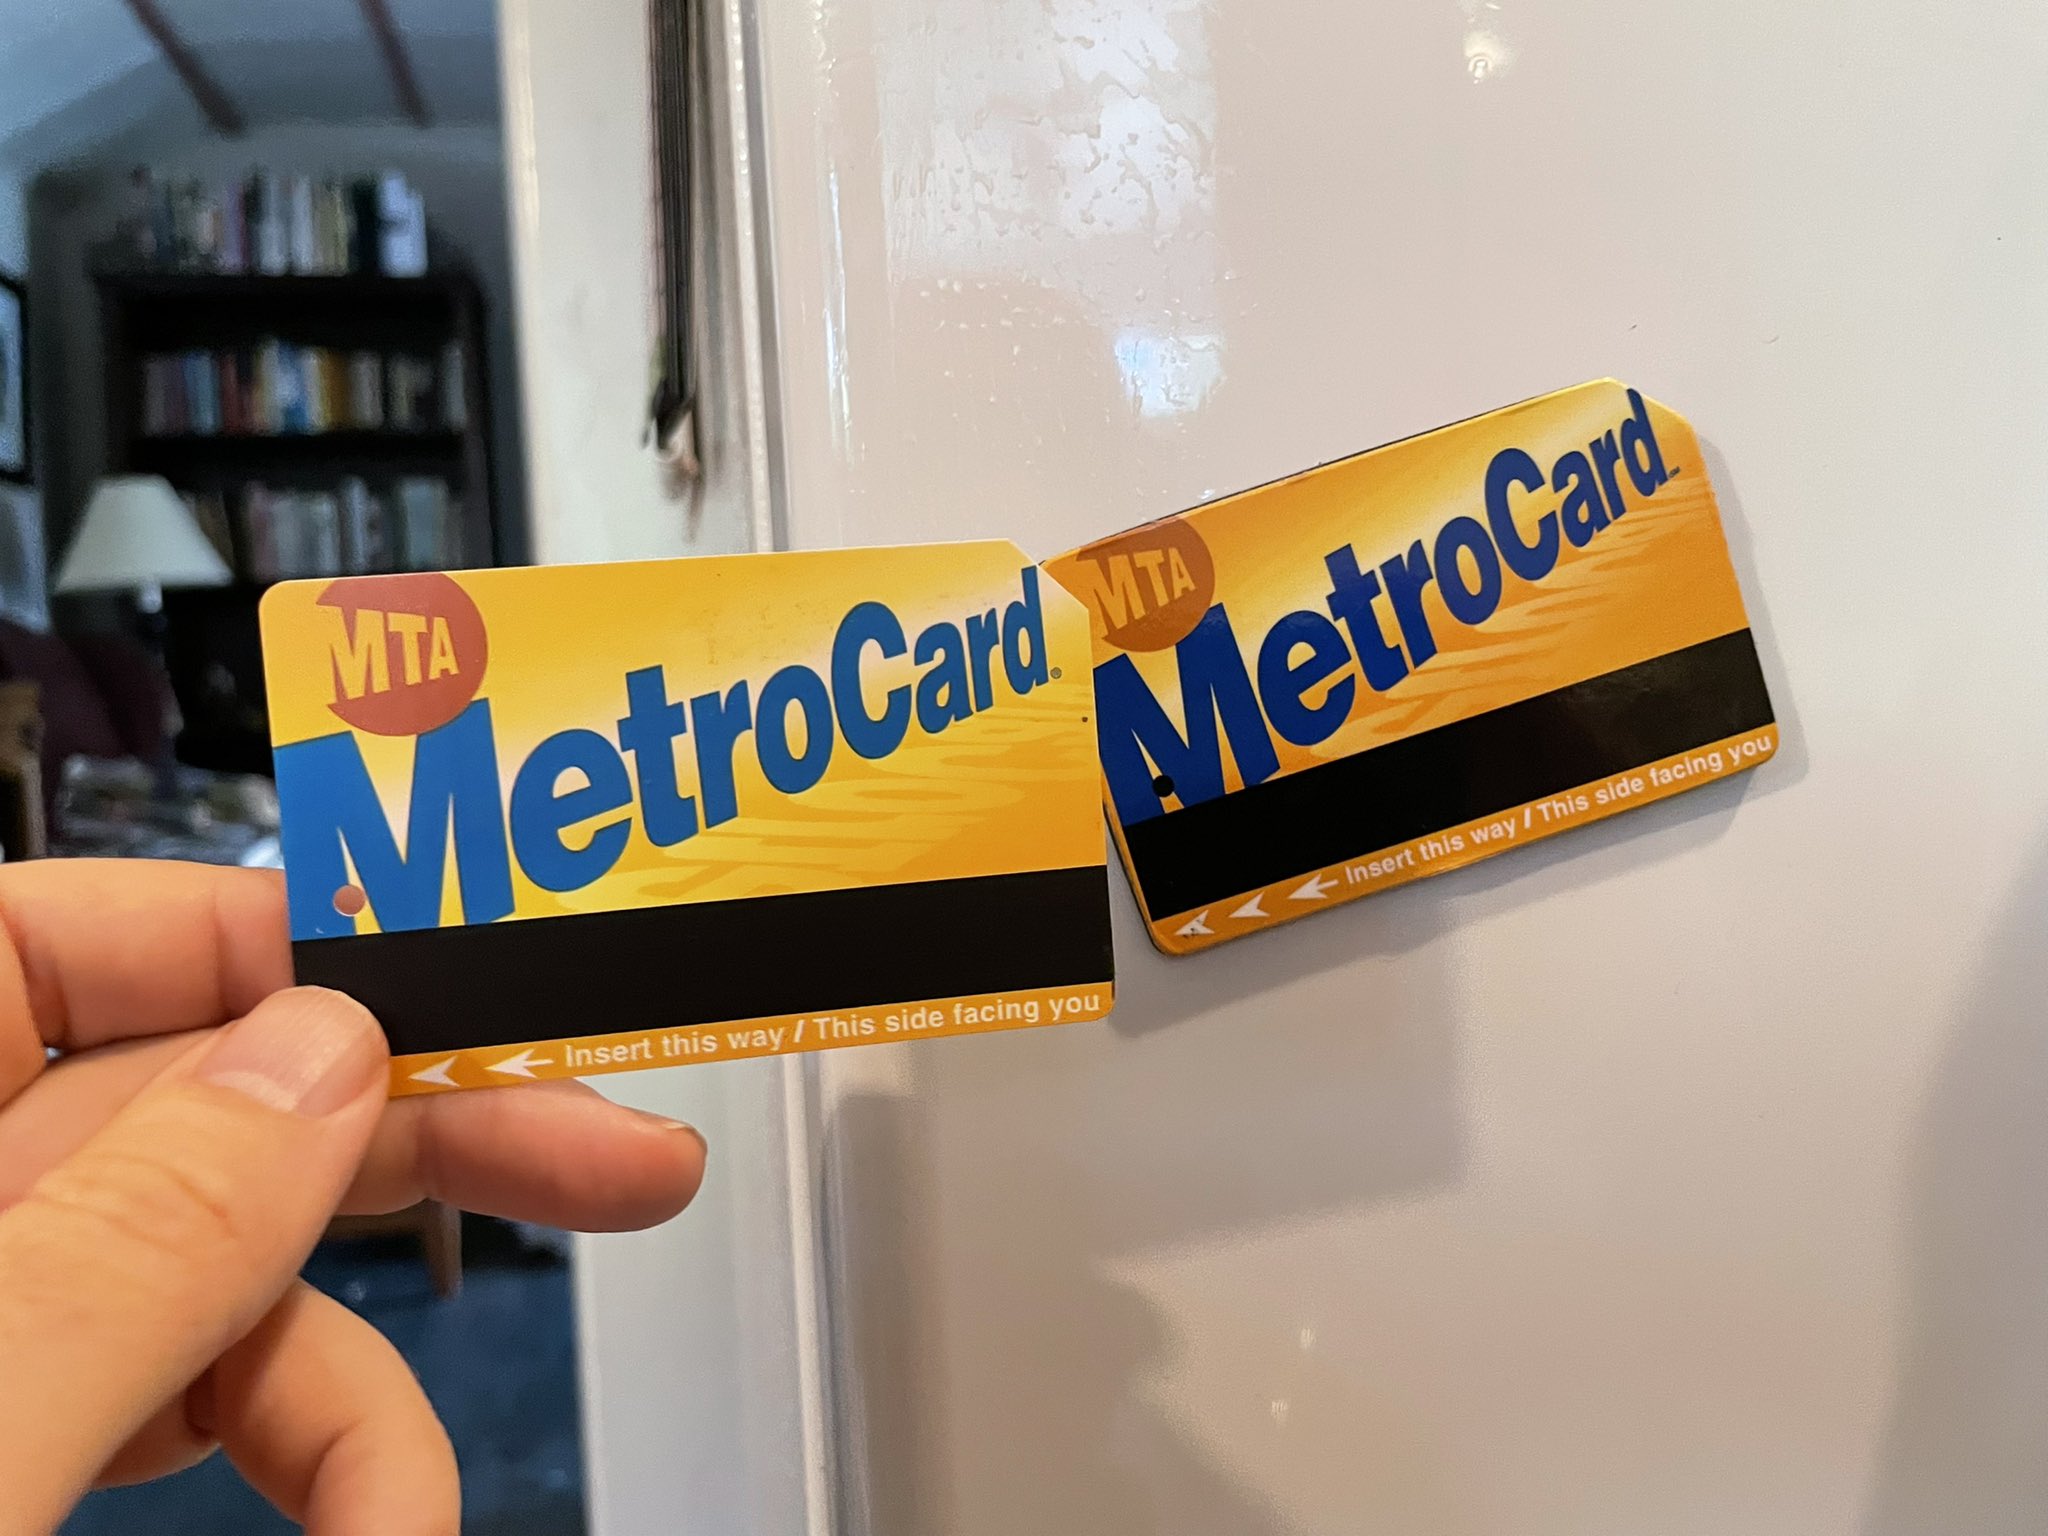 MTA
MetroCard®
Insert this way / This side facing you
MTA
MetroCard
Insert this way / This side facing you